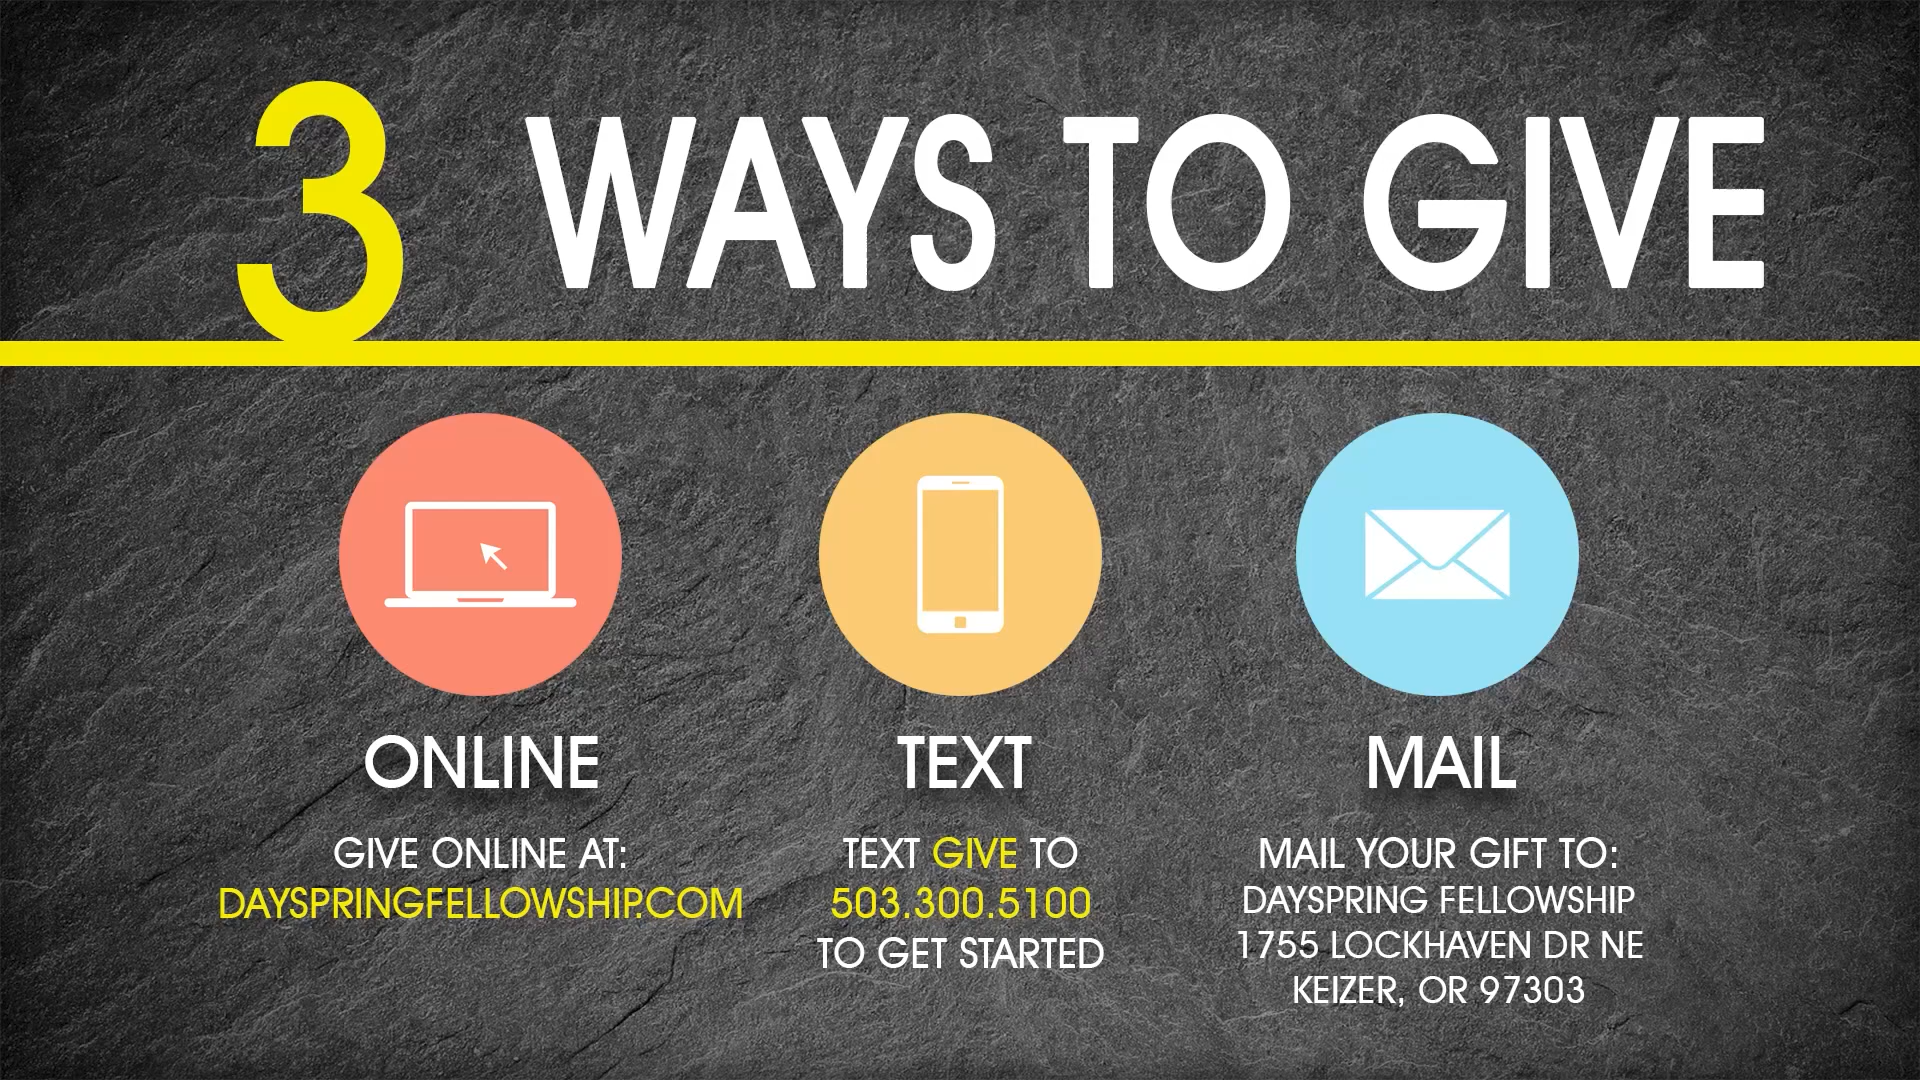 3 WAYS TO GIVE
ONLINE
GIVE ONLINE AT:
DAYSPRINGFELLOWSHIP.COM
TEXT
TEXT GIVE TO
503.300.5100
TO GET STARTED
MAIL
MAIL YOUR GIFT TO:
DAYSPRING FELLOWSHIP
1755 LOCKHAVEN DR NE
KEIZER, OR 97303